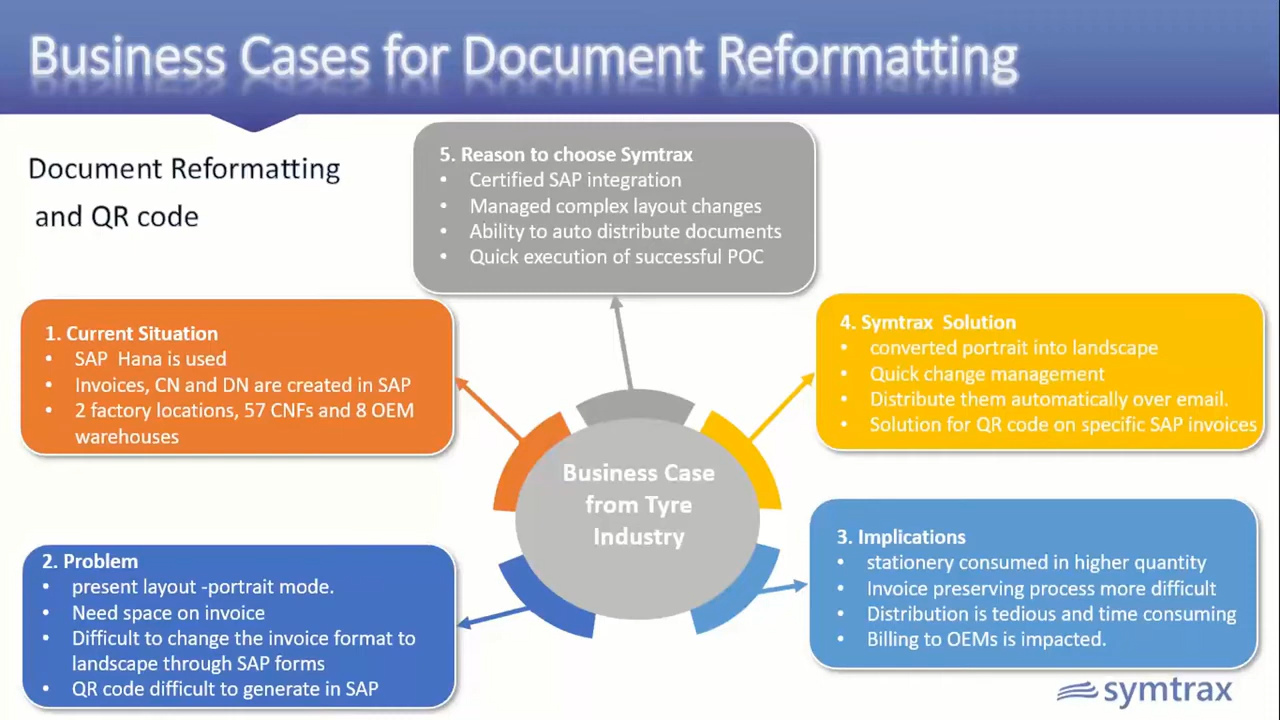 Business Cases for Document Reformatting
Document Reformatting
and QR code
5. Reason to choose Symtrax
• Certified SAP integration
• Managed complex layout changes
• Ability to auto distribute documents
• Quick execution of successful POC
1. Current Situation
• SAP Hana is used
• Invoices, CN and DN are created in SAP
• 2 factory locations, 57 CNFs and 8 OEM
warehouses
4. Symtrax Solution
• converted portrait into landscape
• Quick change management
• Distribute them automatically over email.
• Solution for QR code on specific SAP invoices
Business Case
from Tyre
Industry
2. Problem
• present layout -portrait mode.
• Need space on invoice
• Difficult to change the invoice format to
landscape through SAP forms
• QR code difficult to generate in SAP
3. Implications
• stationery consumed in higher quantity
• Invoice preserving process more difficult
• Distribution is tedious and time consuming
• Billing to OEMs is impacted.
symtrax